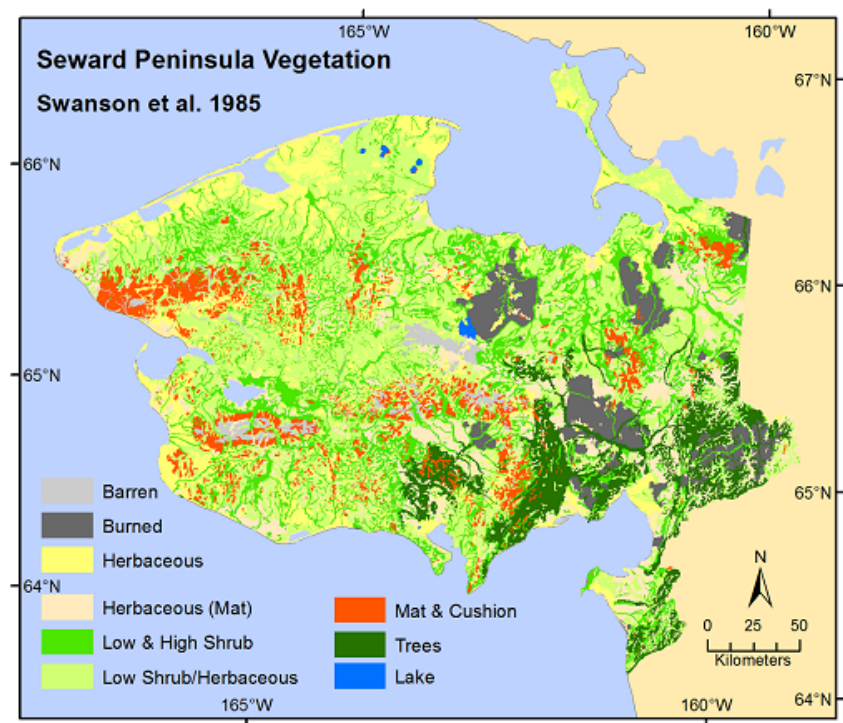 165°W
160°W
Seward Peninsula Vegetation
67°N
Swanson et al. 1985
66°N
66°N
65°N
65°N
Barren
Burned
Herbaceous
64°N
Herbaceous (Mat)
Low & High Shrub
Low Shrub/Herbaceous
Mat & Cushion
Trees
Lake
N
0 25 50
Kilometers
64°N
165°W
160°W